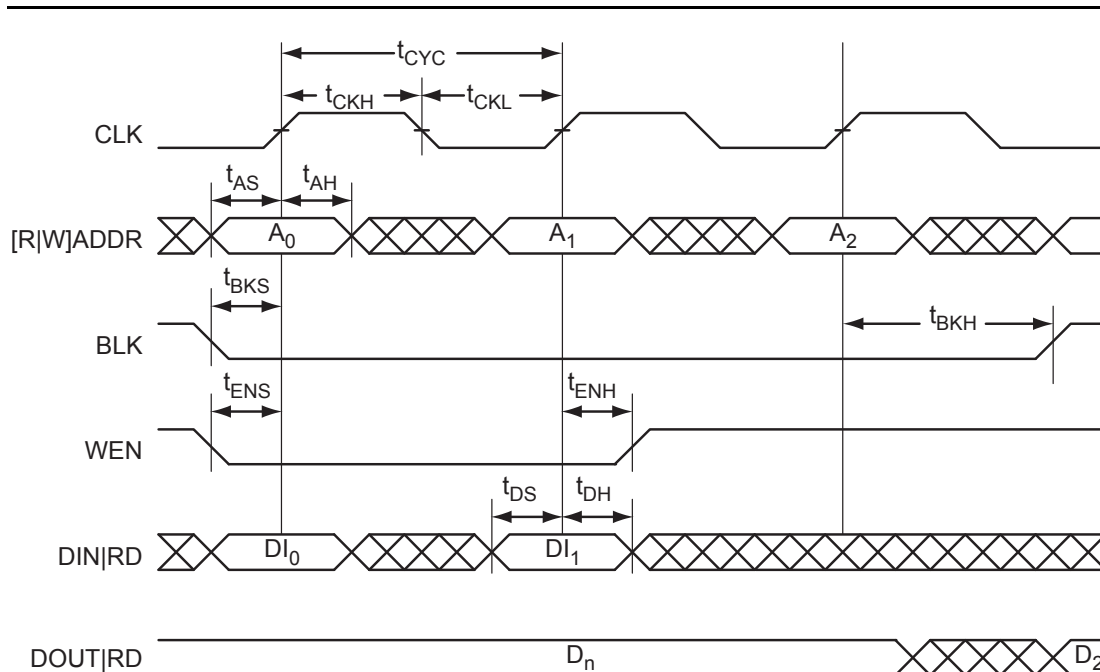 tCYC
tCKH tCKL
CLK
tAS tAH
[R|W]ADDR A0 A1 A2
tBKS tBKH
BLK
tENS tENH
WEN
tDS tDH
DIN|RD DI0 DI1
DOUT|RD Dn D2